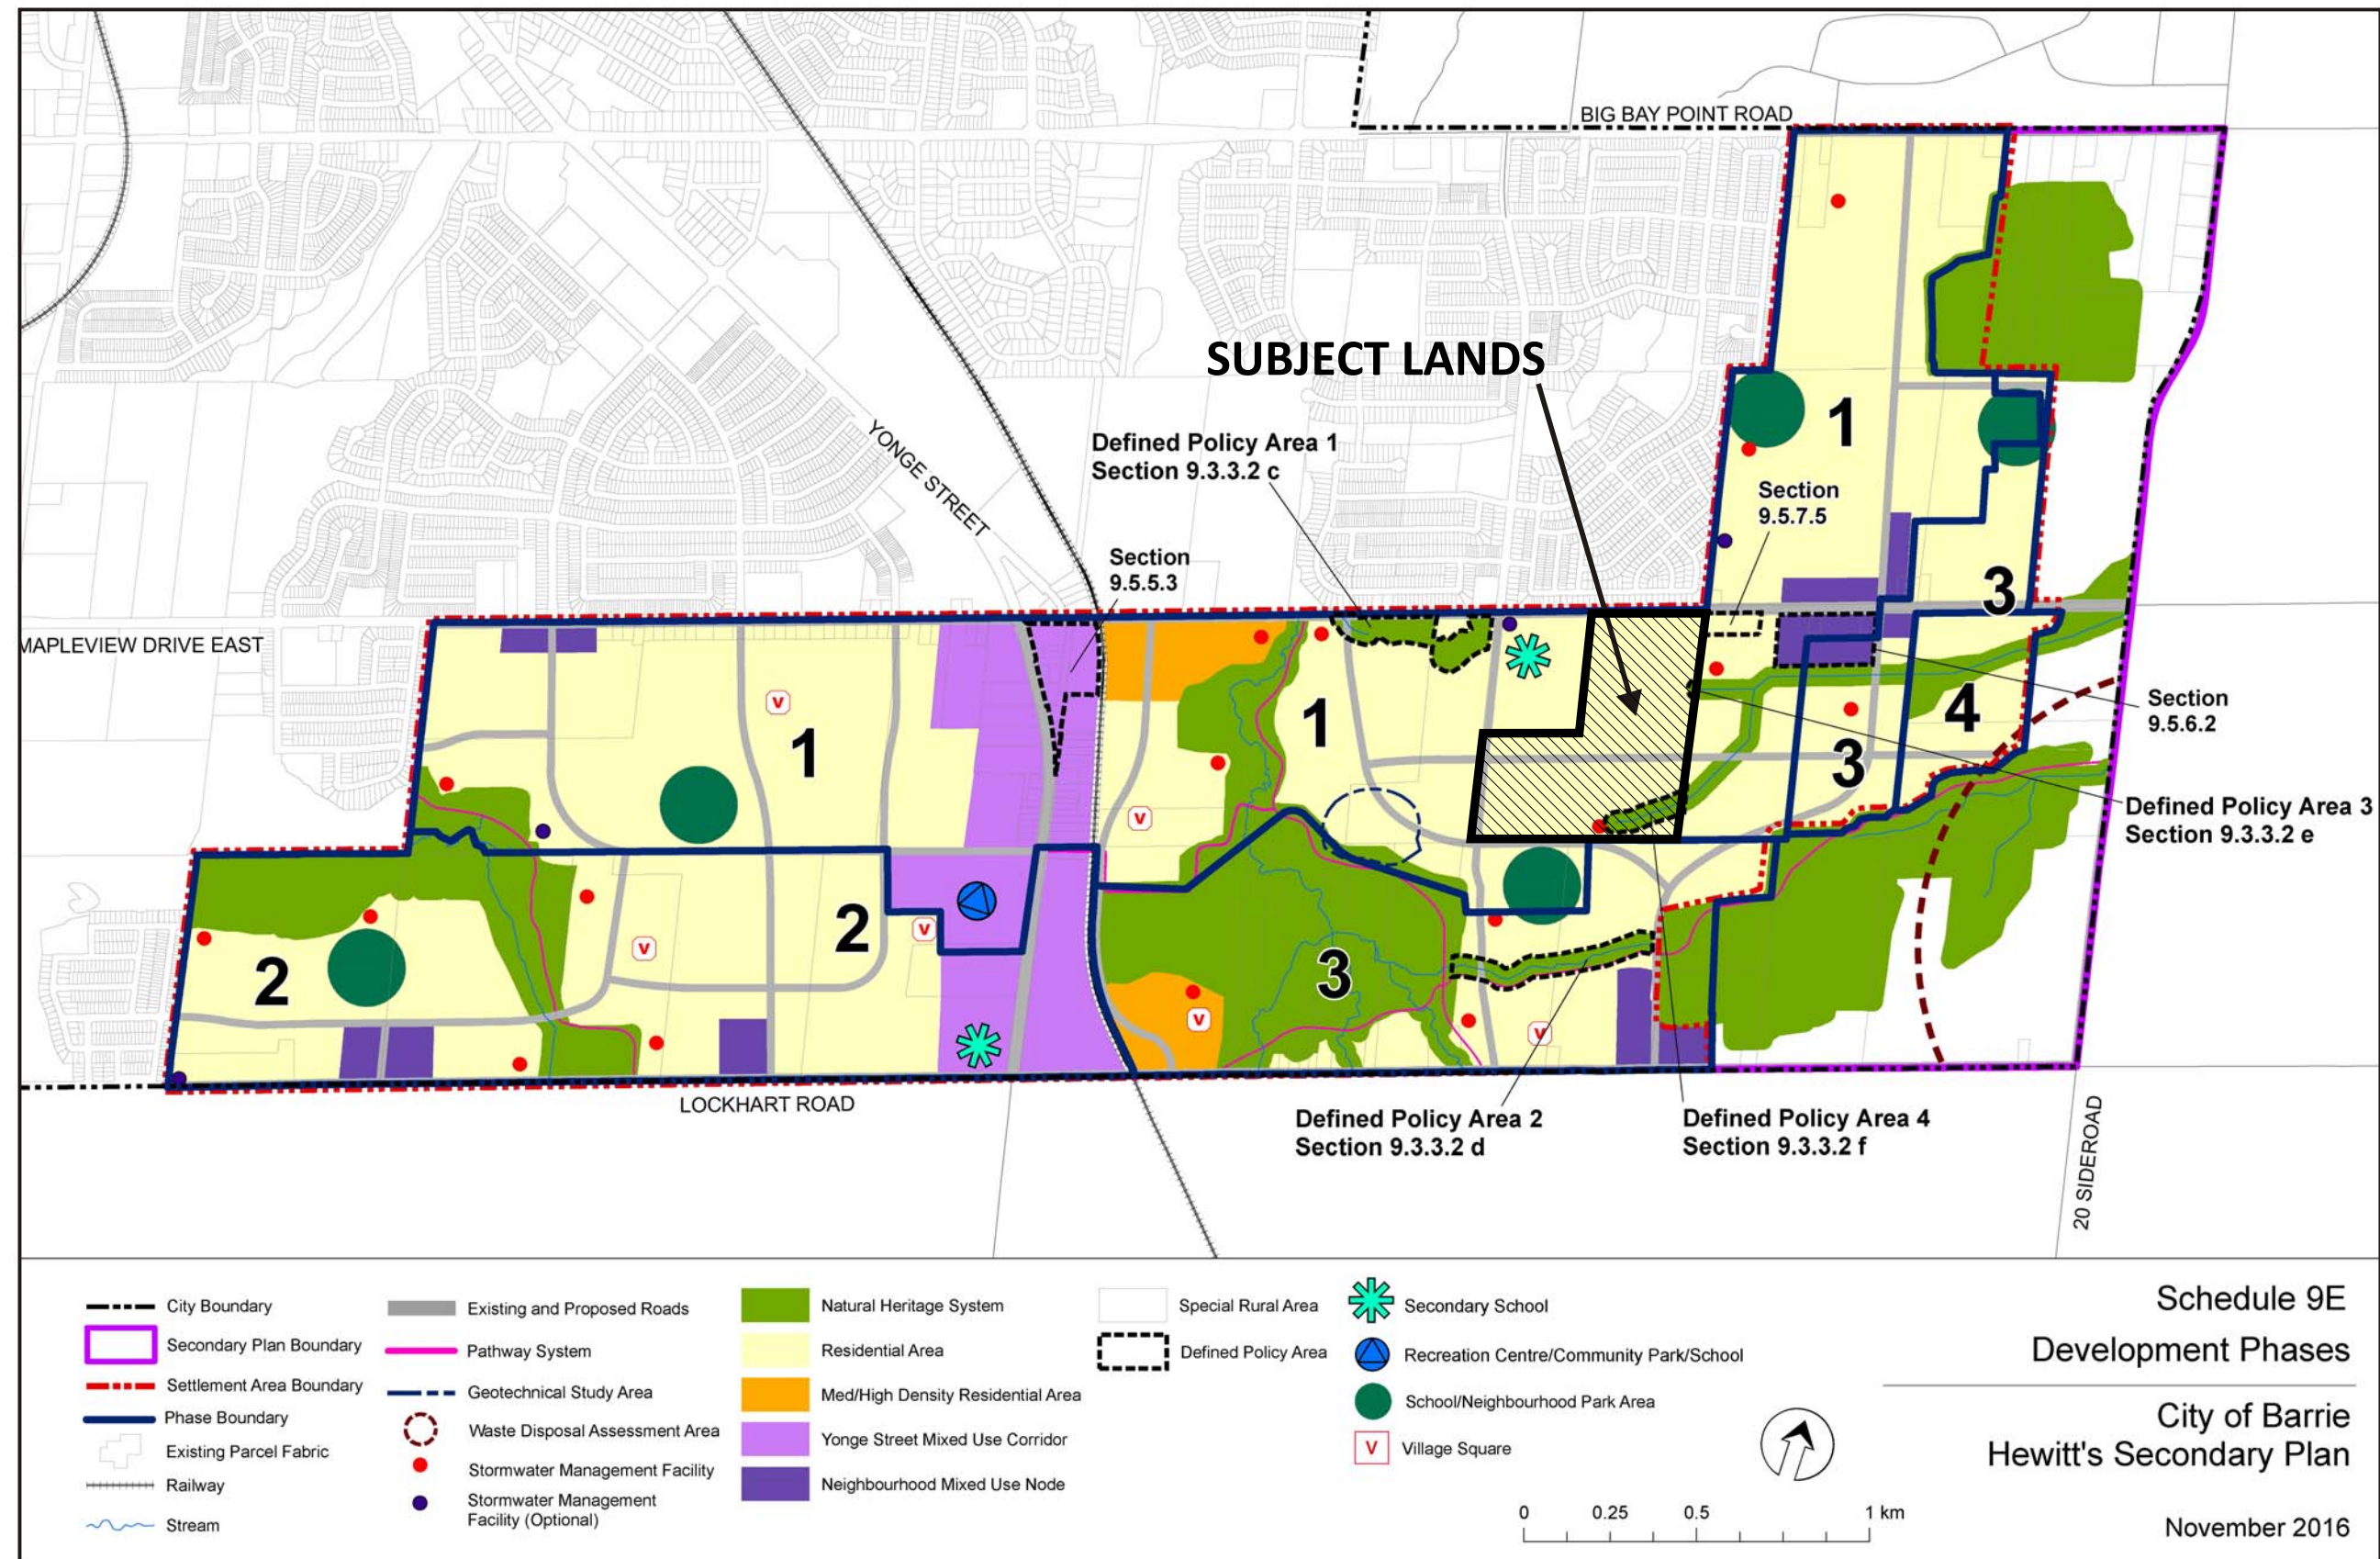 BIG BAY POINT ROAD
SUBJECT LANDS
YONGE STREET
Defined Policy Area 1
Section 9.3.3.2 c
1
Section
9.5.7.5
Section
9.5.5.3
3
MAPLEVIEW DRIVE EAST
Section
9.5.6.2
V
1
1
4
3
V
Defined Policy Area 3
Section 9.3.3.2 e
2
V
V
2
3
V
V
LOCKHART ROAD
Defined Policy Area 2
Section 9.3.3.2 d
Defined Policy Area 4
Section 9.3.3.2 f
20 SIDEROAD
City Boundary
Secondary Plan Boundary
Settlement Area Boundary
Phase Boundary
Existing Parcel Fabric
Railway
Stream
Existing and Proposed Roads
Pathway System
Geotechnical Study Area
Waste Disposal Assessment Area
Stormwater Management Facility
Stormwater Management
Facility (Optional)
Natural Heritage System
Residential Area
Med/High Density Residential Area
Yonge Street Mixed Use Corridor
Neighbourhood Mixed Use Node
Special Rural Area
Defined Policy Area
Secondary School
Recreation Centre/Community Park/School
School/Neighbourhood Park Area
V Village Square
0 0.25 0.5 1 km
Schedule 9E
Development Phases
City of Barrie
Hewitt's Secondary Plan
November 2016